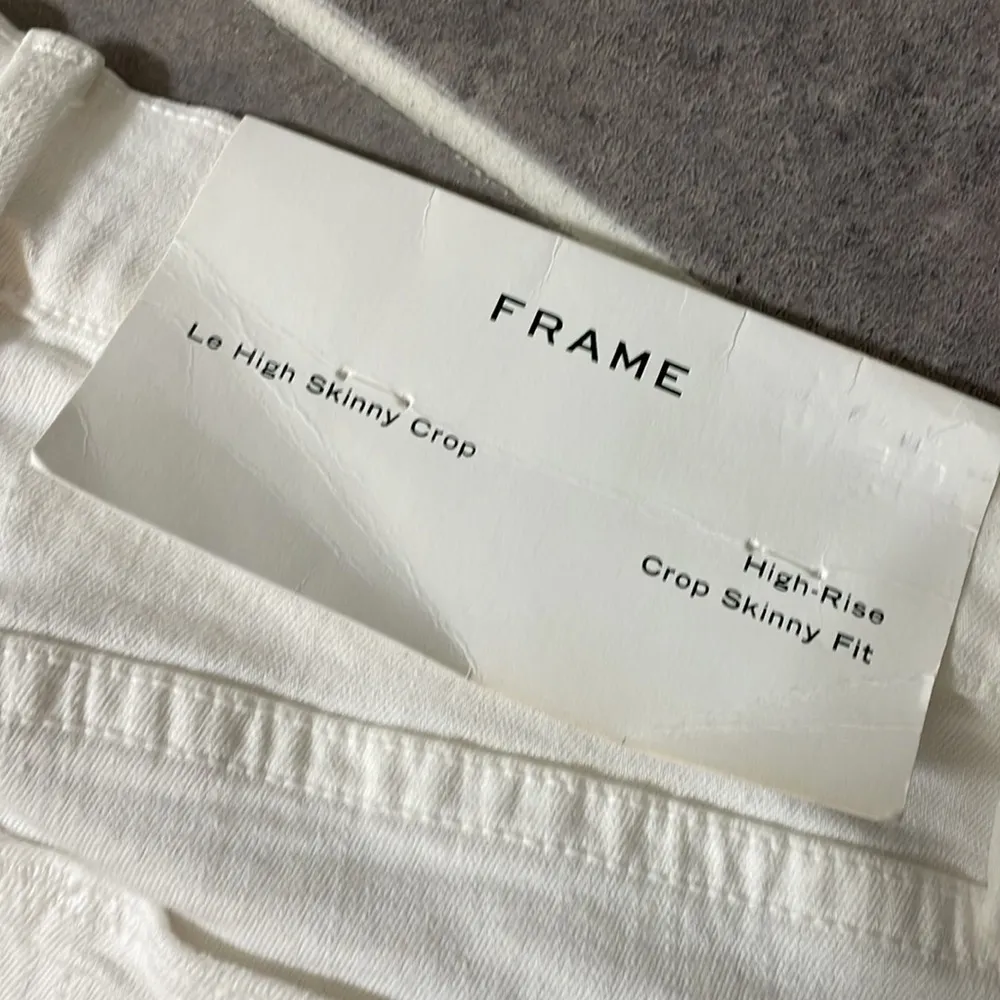 FRAME
Le High Skinny Crop
High-Rise
Crop Skinny Fit